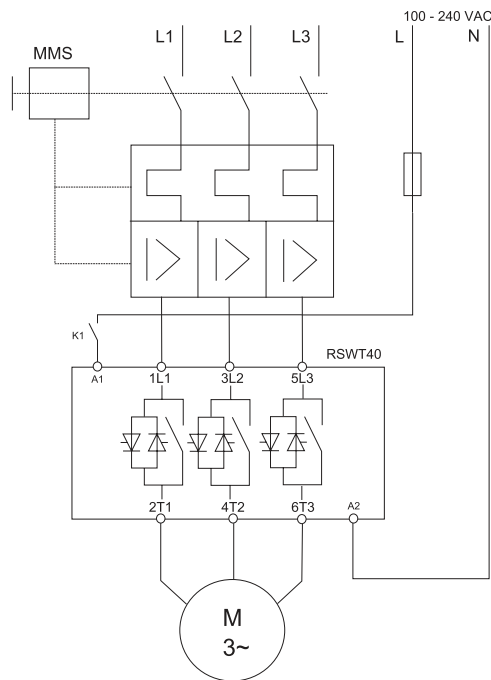 100 - 240 VAC
L1 L2 L3 L N
MMS
K1
RSWT40
A1 1L1 3L2 5L3
2T1 4T2 6T3 A2
M
3~